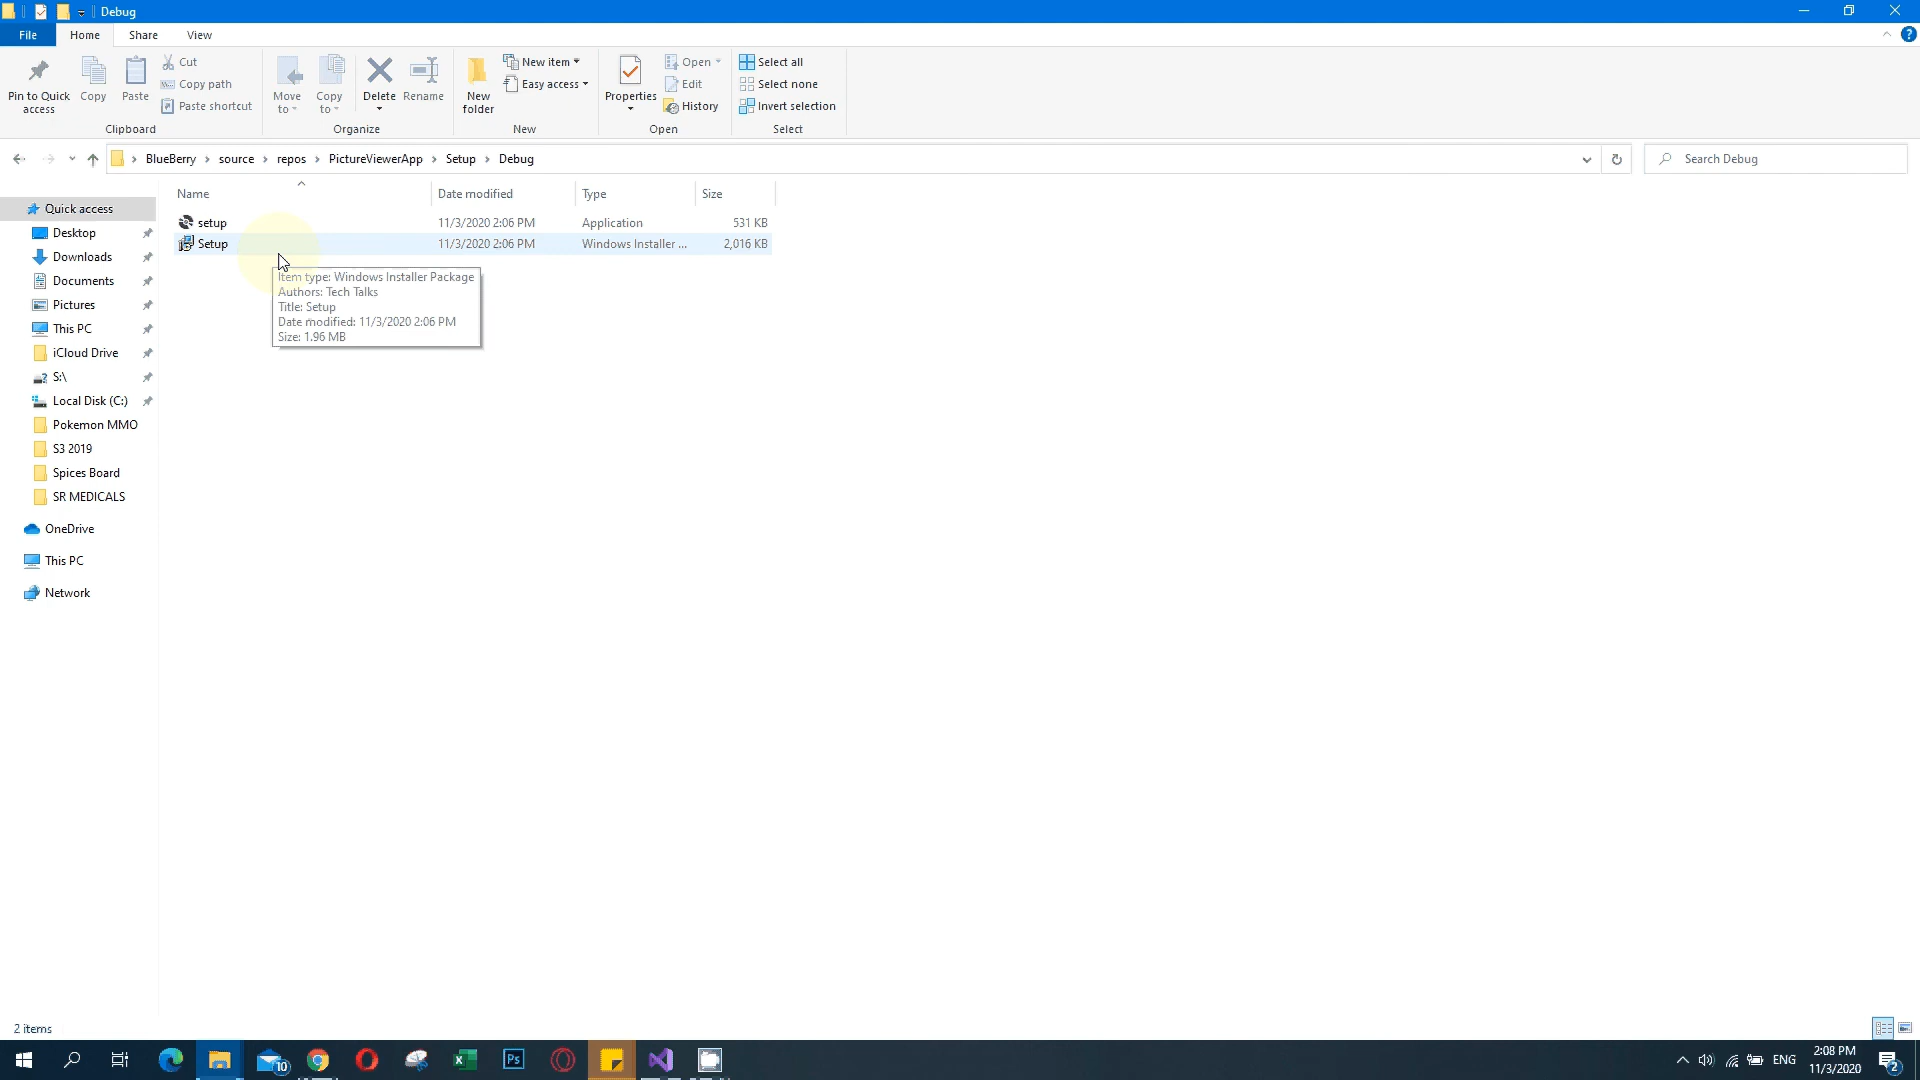 Debug
File Home Share View
Pin to Quick access
Copy
Paste
Cut
Copy path
Paste shortcut
Clipboard
Move to
Copy to
Delete
Rename
Organize
New folder
New item
Easy access
New
Properties
Open
Edit
History
Open
Select all
Select none
Invert selection
Select
BlueBerry › source › repos › PictureViewerApp › Setup › Debug
Search Debug
Name Date modified Type Size
setup 11/3/2020 2:06 PM Application 531 KB
Setup 11/3/2020 2:06 PM Windows Installer ... 2,016 KB
Item type: Windows Installer Package
Authors: Tech Talks
Title: Setup
Date modified: 11/3/2020 2:06 PM
Size: 1.96 MB
Quick access
Desktop
Downloads
Documents
Pictures
This PC
iCloud Drive
S:\
Local Disk (C:)
Pokemon MMO
S3 2019
Spices Board
SR MEDICALS
OneDrive
This PC
Network
2 items
10
Ps
ENG
2:08 PM
11/3/2020
2